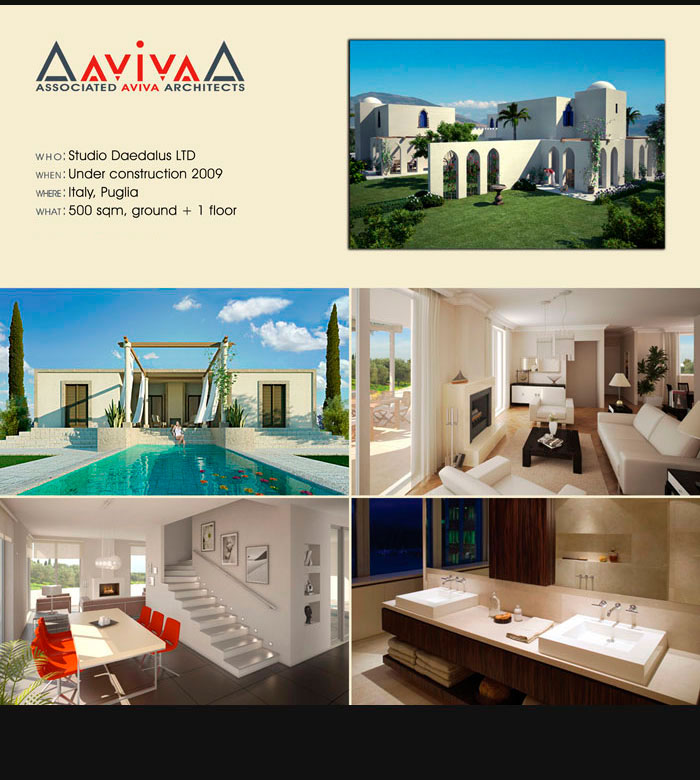 AVIVA
ASSOCIATED AVIVA ARCHITECTS
WHO: Studio Daedalus LTD
WHEN: Under construction 2009
WHERE: Italy, Puglia
WHAT: 500 sqm, ground + 1 floor